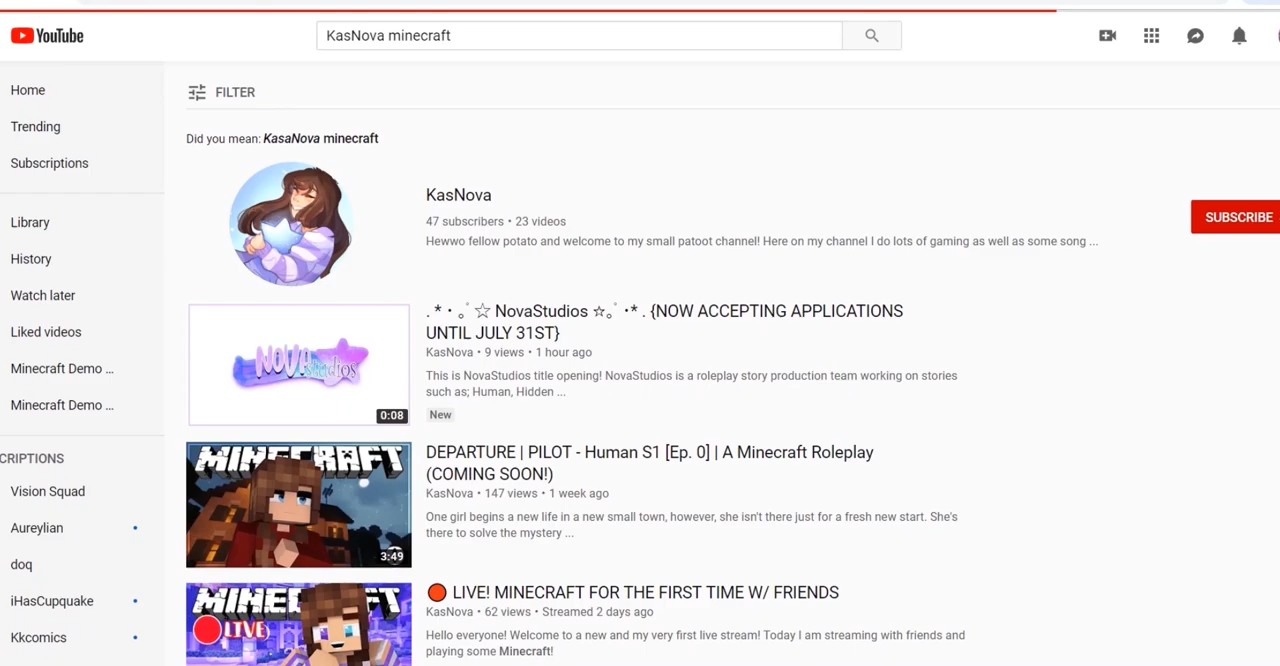 YouTube
KasNova minecraft
Home
Trending
Subscriptions
Library
History
Watch later
Liked videos
Minecraft Demo ...
Minecraft Demo ...
CRIPTIONS
Vision Squad
Aureylian
doq
iHasCupquake
Kkcomics
FILTER
Did you mean: KasaNova minecraft
KasNova
47 subscribers • 23 videos
Hewwo fellow potato and welcome to my small patoot channel! Here on my channel I do lots of gaming as well as some song ...
SUBSCRIBE
NOVA studios
0:08
. * ・ 。ﾟ ☆ NovaStudios ☆。ﾟ ･* . {NOW ACCEPTING APPLICATIONS
UNTIL JULY 31ST}
KasNova • 9 views • 1 hour ago
This is NovaStudios title opening! NovaStudios is a roleplay story production team working on stories
such as; Human, Hidden ...
New
MINECRAFT
3:49
DEPARTURE | PILOT - Human S1 [Ep. 0] | A Minecraft Roleplay
(COMING SOON!)
KasNova • 147 views • 1 week ago
One girl begins a new life in a new small town, however, she isn't there just for a fresh new start. She's
there to solve the mystery ...
MINECRAFT
LIVE
🔴 LIVE! MINECRAFT FOR THE FIRST TIME W/ FRIENDS
KasNova • 62 views • Streamed 2 days ago
Hello everyone! Welcome to a new and my very first live stream! Today I am streaming with friends and
playing some Minecraft!